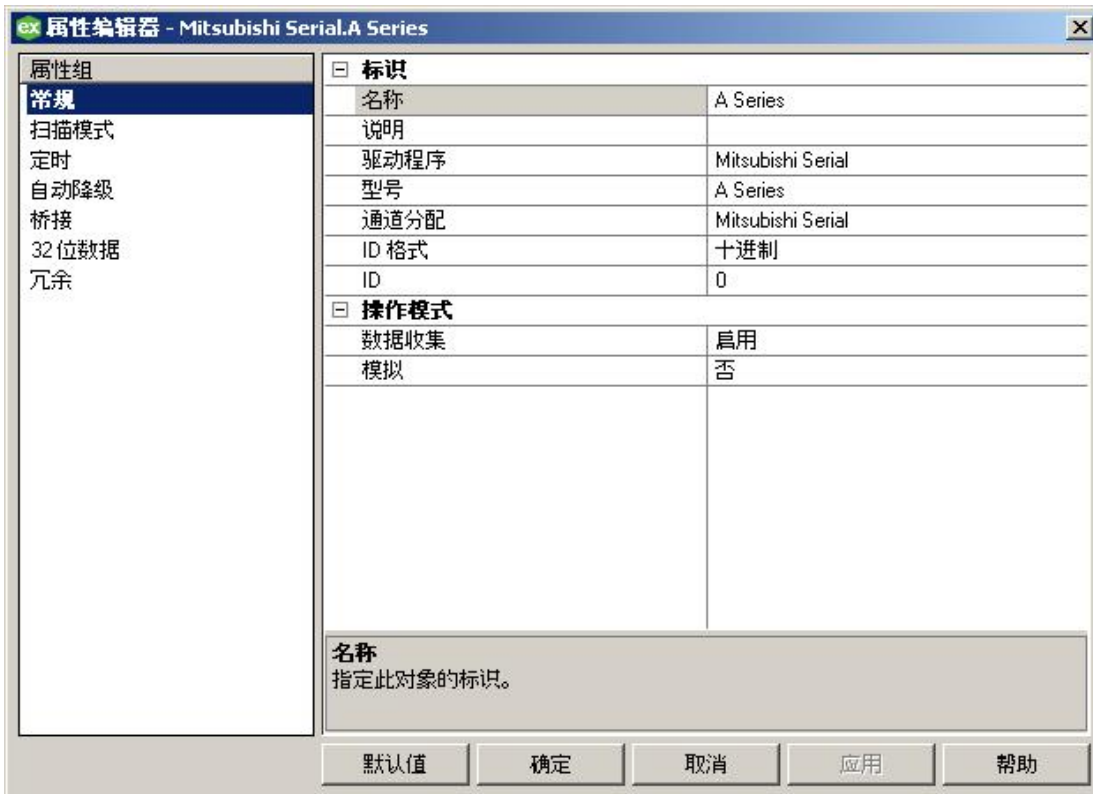 ex 属性编辑器 - Mitsubishi Serial.A Series
属性组
常规
扫描模式
定时
自动降级
桥接
32 位数据
冗余
标识
名称 A Series
说明
驱动程序 Mitsubishi Serial
型号 A Series
通道分配 Mitsubishi Serial
ID 格式 十进制
ID 0
操作模式
数据收集 启用
模拟 否
名称
指定此对象的标识。
默认值 确定 取消 应用 帮助